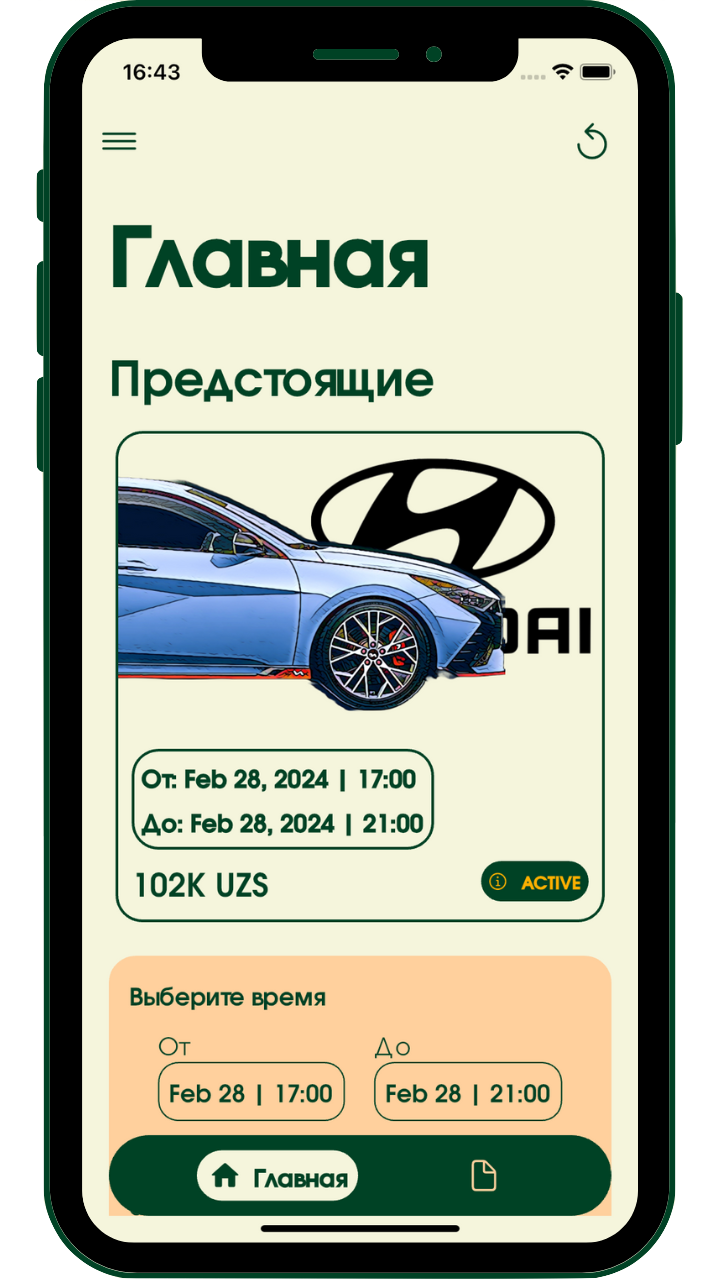 16:43
Главная
Предстоящие
DAI
От: Feb 28, 2024 | 17:00
До: Feb 28, 2024 | 21:00
102K UZS
ACTIVE
Выберите время
От До
Feb 28 | 17:00 Feb 28 | 21:00
Главная